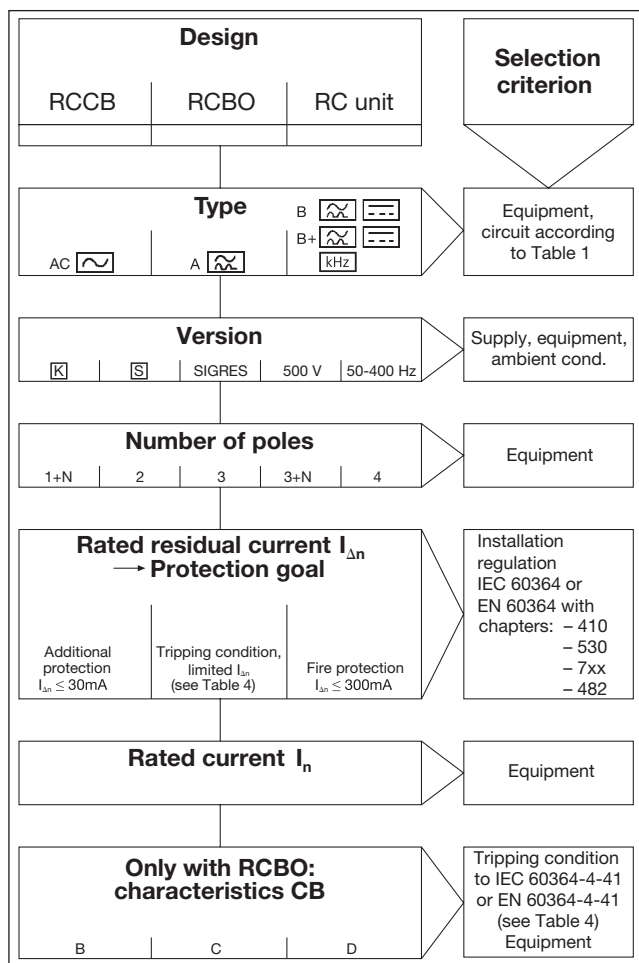 Design
RCCB RCBO RC unit
Selection
criterion
Type
B
B+
kHz
AC A
Equipment,
circuit according
to Table 1
Version
K S SIGRES 500 V 50-400 Hz
Supply, equipment,
ambient cond.
Number of poles
1+N 2 3 3+N 4
Equipment
Rated residual current IΔn
→ Protection goal
Additional
protection
IΔn ≤ 30mA
Tripping condition,
limited IΔn
(see Table 4)
Fire protection
IΔn ≤ 300mA
Installation
regulation
IEC 60364 or
EN 60364 with
chapters: – 410
– 530
– 7xx
– 482
Rated current In
Equipment
Only with RCBO:
characteristics CB
B C D
Tripping condition
to IEC 60364-4-41
or EN 60364-4-41
(see Table 4)
Equipment